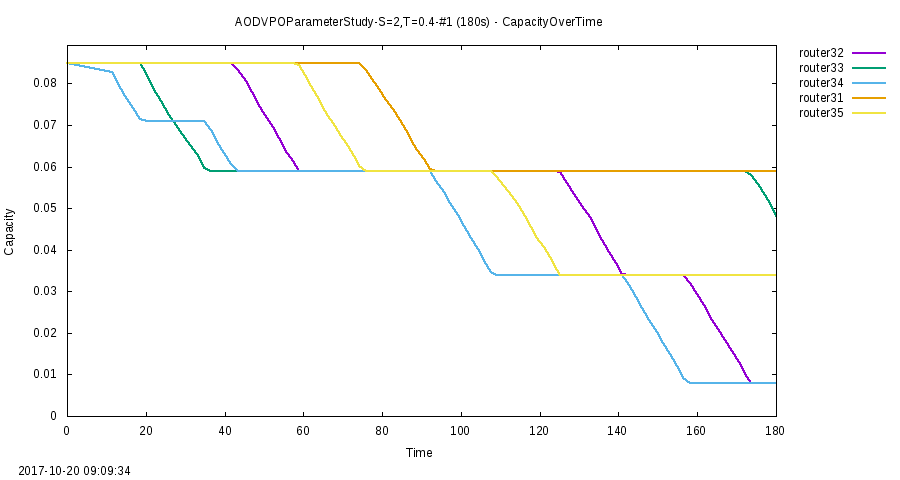 AODVPOParameterStudy-S=2,T=0.4-#1 (180s) - CapacityOverTime
router32
router33
router34
router31
router35
0.08
0.07
0.06
0.05
0.04
0.03
0.02
0.01
0
Capacity
0 20 40 60 80 100 120 140 160 180
Time
2017-10-20 09:09:34